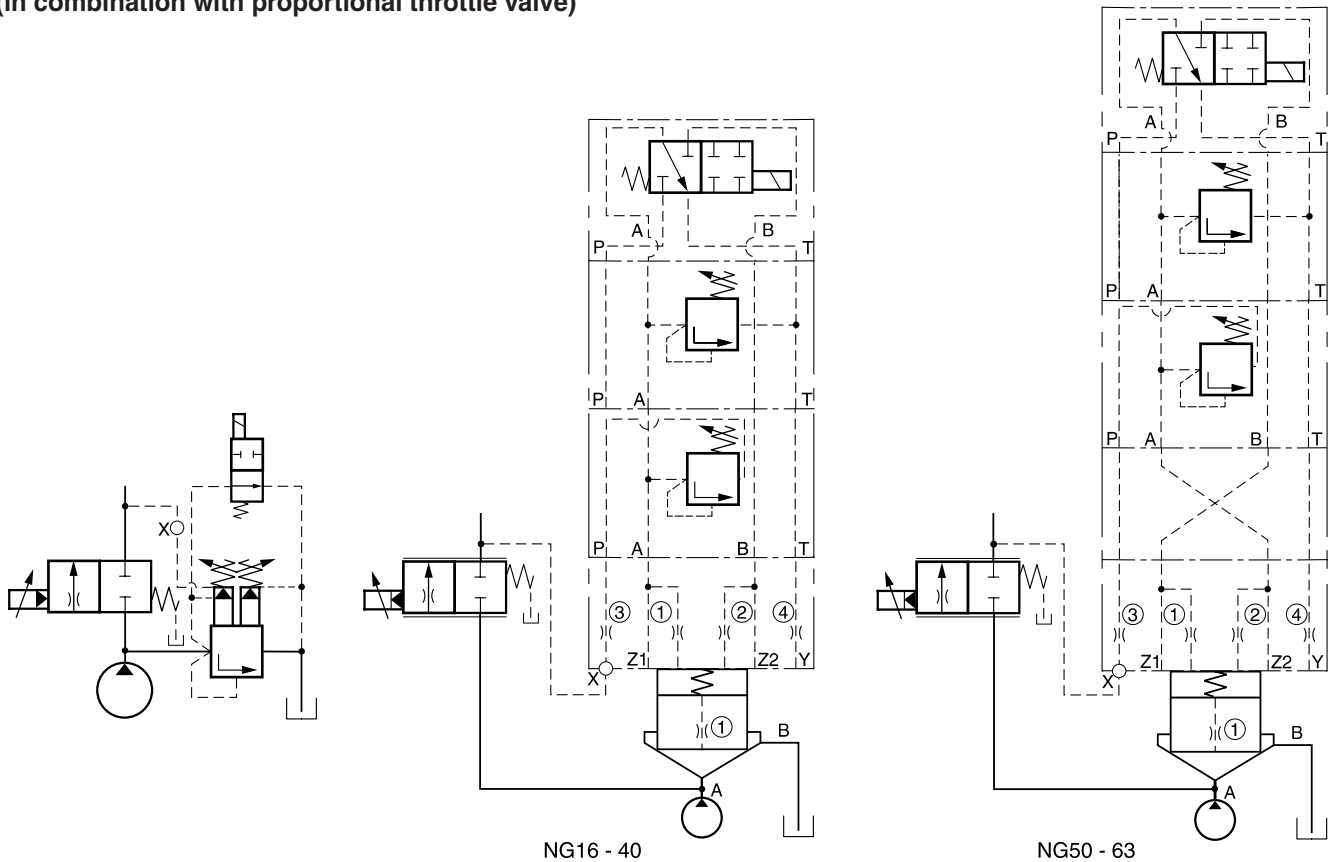 (in combination with proportional throttle valve)
A B
P T
P A T
P A B T
X
A B
P T
P A T
P A B T
③ ① ② ④
Z1 Z2 Y
X
①
B
A
NG16 - 40
③ ① ② ④
Z1 Z2 Y
X
①
B
A
NG50 - 63